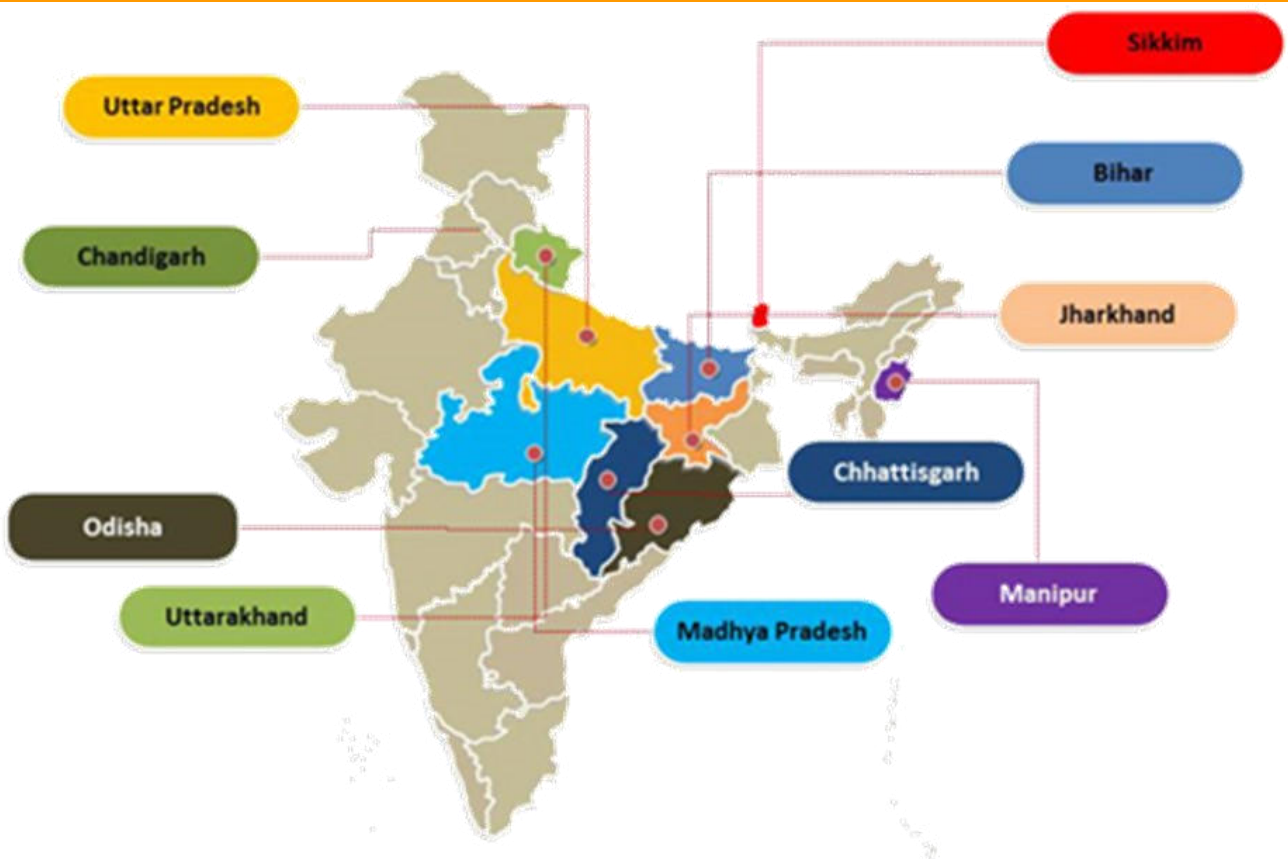 Sikkim
Uttar Pradesh
Bihar
Chandigarh
Jharkhand
Chhattisgarh
Odisha
Manipur
Uttarakhand
Madhya Pradesh